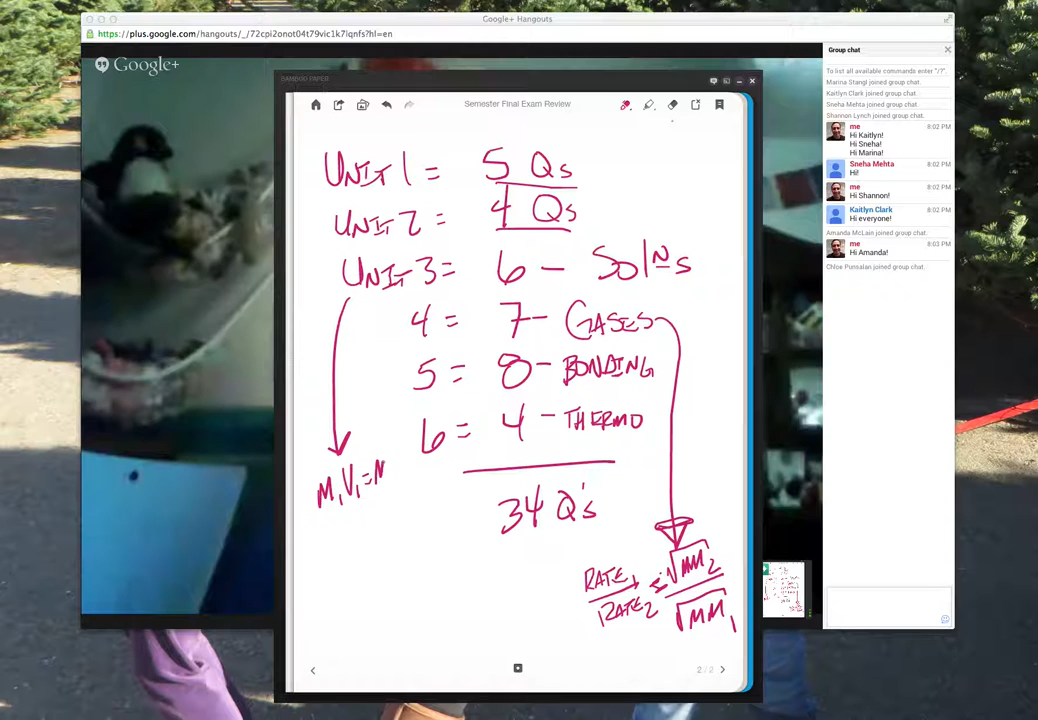 Google+ Hangouts
https://plus.google.com/hangouts/_/72cpi2onot04t79vic1k7iqnfs?hl=en
Google+
BAMBOO PAPER
Semester Final Exam Review
UNIT 1 = 5 Qs
UNIT 2 = 4 Qs
UNIT 3 = 6 - Solns
4 = 7 - GASES
5 = 8 - BONDING
6 = 4 - THERMO
34 Q's
M1V1=M
RATE1 = √MM2
RATE2 √MM1
2 / 2
Group chat
To list all available commands enter "/?"
Marina Stangl joined group chat.
Kaitlyn Clark joined group chat.
Sneha Mehta joined group chat.
Shannon Lynch joined group chat.
me 8:02 PM
Hi Kaitlyn!
Hi Sneha!
Hi Marina!
Sneha Mehta 8:02 PM
Hi!
me 8:02 PM
Hi Shannon!
Kaitlyn Clark 8:02 PM
Hi everyone!
Amanda McLain joined group chat.
me 8:03 PM
Hi Amanda!
Chloe Punsalan joined group chat.